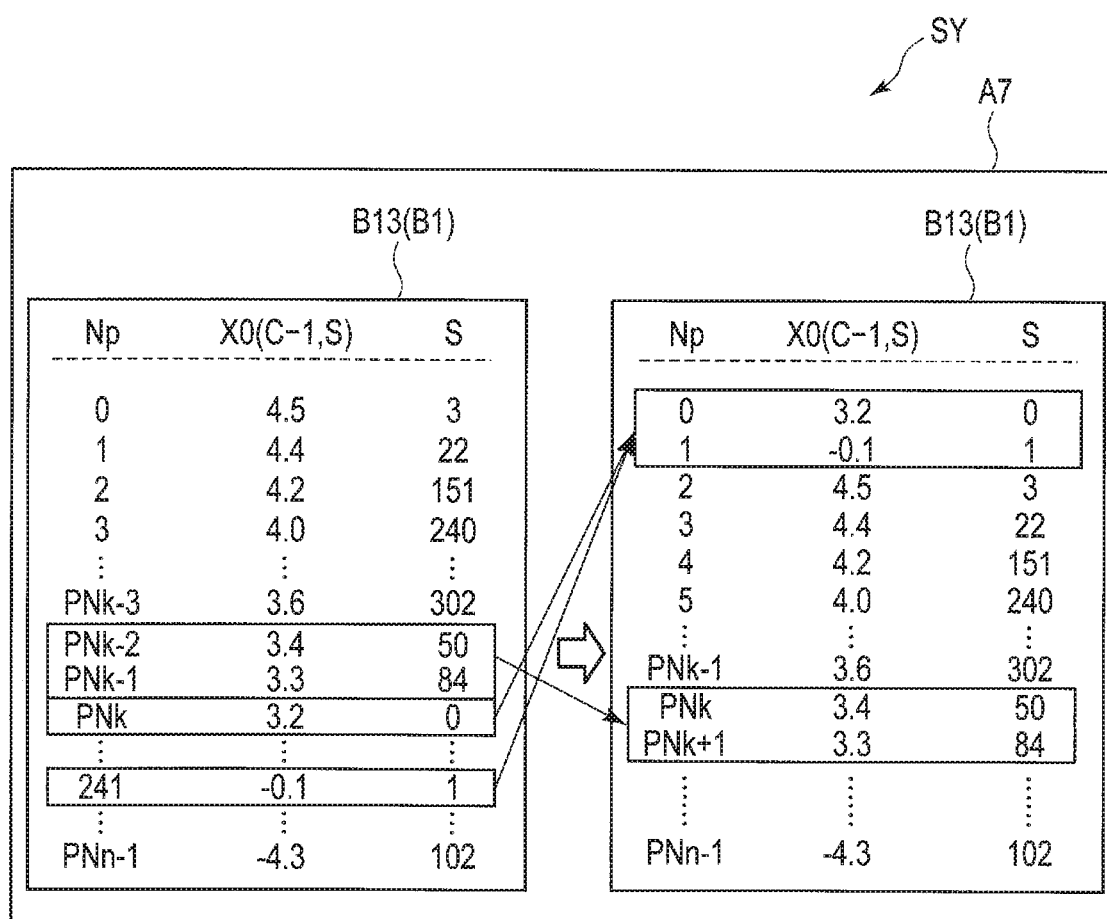 SY
A7
B13(B1)
B13(B1)
Np X0(C-1,S) S
0 4.5 3
1 4.4 22
2 4.2 151
3 4.0 240
⋮ ⋮ ⋮
PNk-3 3.6 302
PNk-2 3.4 50
PNk-1 3.3 84
PNk 3.2 0
⋮ ⋮ ⋮
241 -0.1 1
⋮ ⋮ ⋮
PNn-1 -4.3 102
Np X0(C-1,S) S
0 3.2 0
1 -0.1 1
2 4.5 3
3 4.4 22
4 4.2 151
5 4.0 240
⋮ ⋮ ⋮
PNk-1 3.6 302
PNk 3.4 50
PNk+1 3.3 84
⋮ ⋮ ⋮
PNn-1 -4.3 102